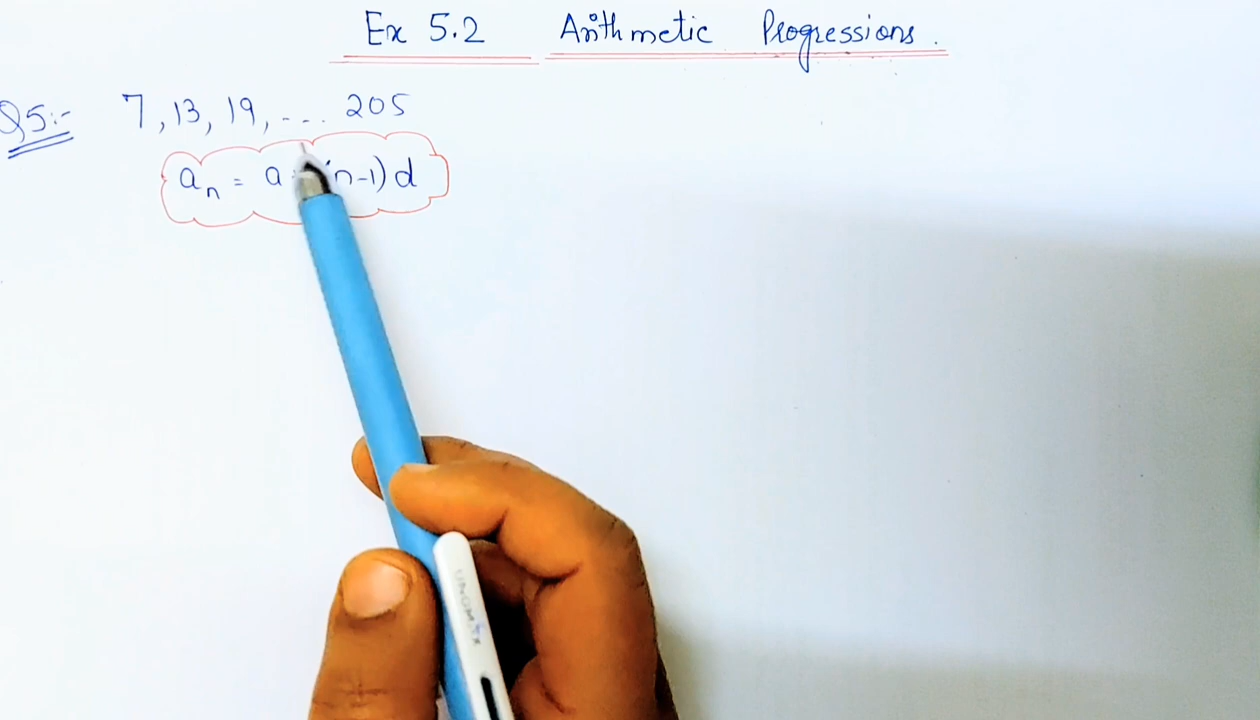 Ex 5.2 Arithmetic Progressions.
Q5:- 7, 13, 19, ... 205
an = a (n-1) d